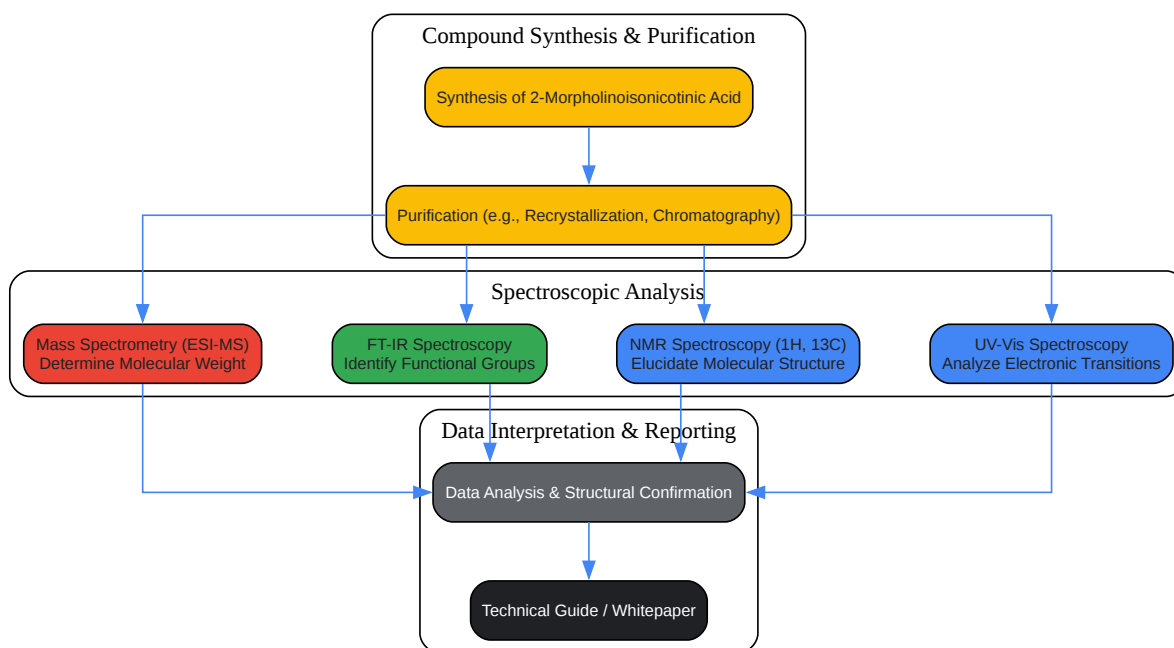 Compound Synthesis & Purification
Synthesis of 2-Morpholinoisonicotinic Acid
Purification (e.g., Recrystallization, Chromatography)
Spectroscopic Analysis
Mass Spectrometry (ESI-MS)
Determine Molecular Weight
FT-IR Spectroscopy
Identify Functional Groups
NMR Spectroscopy (1H, 13C)
Elucidate Molecular Structure
UV-Vis Spectroscopy
Analyze Electronic Transitions
Data Interpretation & Reporting
Data Analysis & Structural Confirmation
Technical Guide / Whitepaper